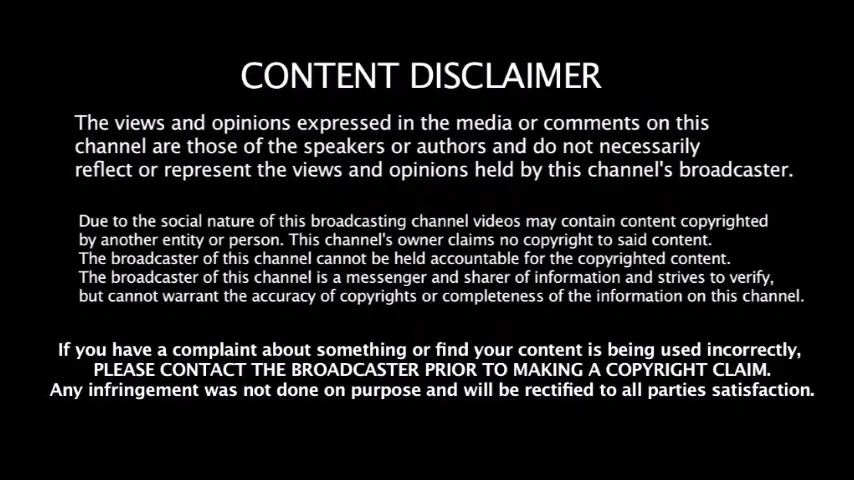 CONTENT DISCLAIMER
The views and opinions expressed in the media or comments on this
channel are those of the speakers or authors and do not necessarily
reflect or represent the views and opinions held by this channel's broadcaster.
Due to the social nature of this broadcasting channel videos may contain content copyrighted
by another entity or person. This channel's owner claims no copyright to said content.
The broadcaster of this channel cannot be held accountable for the copyrighted content.
The broadcaster of this channel is a messenger and sharer of information and strives to verify,
but cannot warrant the accuracy of copyrights or completeness of the information on this channel.
If you have a complaint about something or find your content is being used incorrectly,
PLEASE CONTACT THE BROADCASTER PRIOR TO MAKING A COPYRIGHT CLAIM.
Any infringement was not done on purpose and will be rectified to all parties satisfaction.